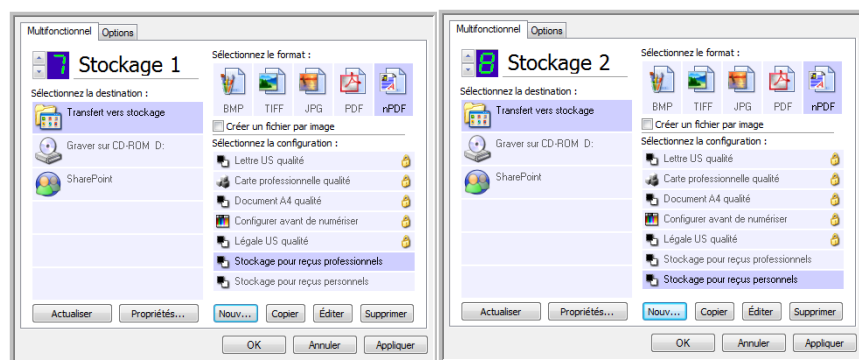 Multifonctionnel Options
7 Stockage 1
Sélectionnez la destination :
Transfert vers stockage
Graver sur CD-ROM D:
SharePoint
Actualiser Propriétés...
Sélectionnez le format :
BMP TIFF JPG PDF nPDF
Créer un fichier par image
Sélectionnez la configuration :
Lettre US qualité
Carte professionnelle qualité
Document A4 qualité
Configurer avant de numériser
Légale US qualité
Stockage pour reçus professionnels
Stockage pour reçus personnels
Nouv... Copier Éditer Supprimer
OK Annuler Appliquer
Multifonctionnel Options
8 Stockage 2
Sélectionnez la destination :
Transfert vers stockage
Graver sur CD-ROM D:
SharePoint
Actualiser Propriétés...
Sélectionnez le format :
BMP TIFF JPG PDF nPDF
Créer un fichier par image
Sélectionnez la configuration :
Lettre US qualité
Carte professionnelle qualité
Document A4 qualité
Configurer avant de numériser
Légale US qualité
Stockage pour reçus professionnels
Stockage pour reçus personnels
Nouv... Copier Éditer Supprimer
OK Annuler Appliquer